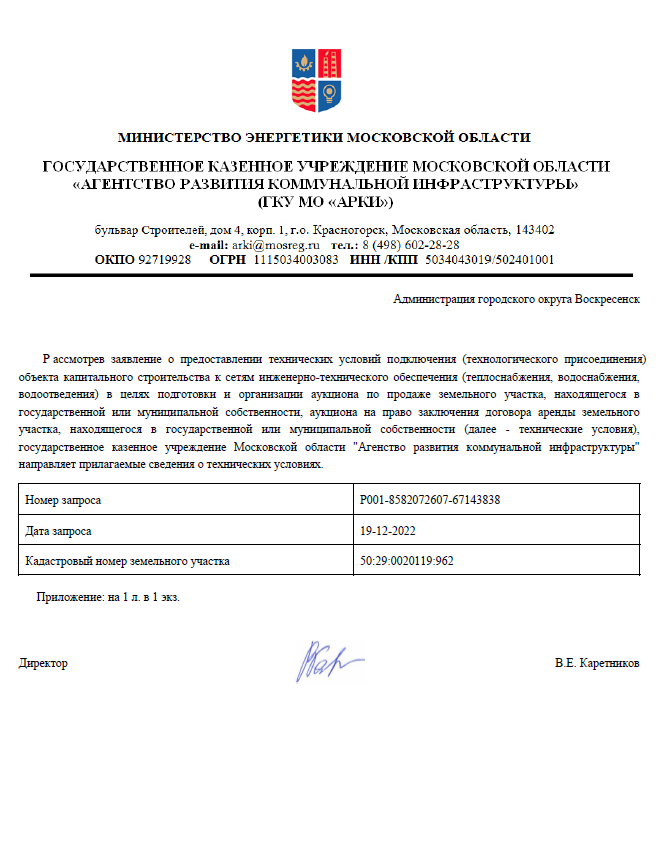 МИНИСТЕРСТВО ЭНЕРГЕТИКИ МОСКОВСКОЙ ОБЛАСТИ
ГОСУДАРСТВЕННОЕ КАЗЕННОЕ УЧРЕЖДЕНИЕ МОСКОВСКОЙ ОБЛАСТИ
«АГЕНТСТВО РАЗВИТИЯ КОММУНАЛЬНОЙ ИНФРАСТРУКТУРЫ»
(ГКУ МО «АРКИ»)
бульвар Строителей, дом 4, корп. 1, г.о. Красногорск, Московская область, 143402
e-mail: arki@mosreg.ru тел.: 8 (498) 602-28-28
ОКПО 92719928 ОГРН 1115034003083 ИНН /КПП 5034043019/502401001
Администрация городского округа Воскресенск
Р ассмотрев заявление о предоставлении технических условий подключения (технологического присоединения)
объекта капитального строительства к сетям инженерно-технического обеспечения (теплоснабжения, водоснабжения,
водоотведения) в целях подготовки и организации аукциона по продаже земельного участка, находящегося в
государственной или муниципальной собственности, аукциона на право заключения договора аренды земельного
участка, находящегося в государственной или муниципальной собственности (далее - технические условия),
государственное казенное учреждение Московской области "Агенство развития коммунальной инфраструктуры"
направляет прилагаемые сведения о технических условиях.
Номер запроса P001-8582072607-67143838
Дата запроса 19-12-2022
Кадастровый номер земельного участка 50:29:0020119:962
Приложение: на 1 л. в 1 экз.
Директор В.Е. Каретников